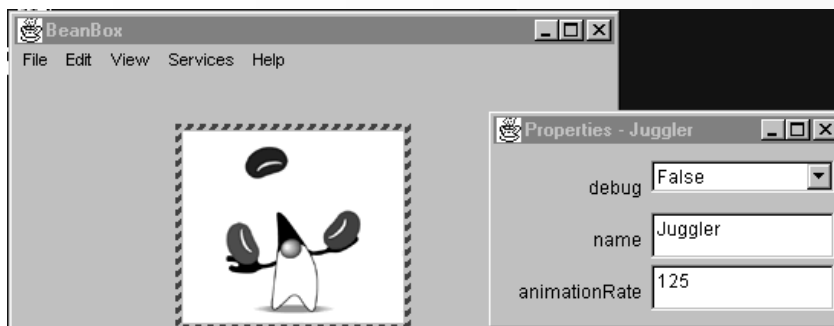 BeanBox
File Edit View Services Help
Properties - Juggler
debug False
name Juggler
animationRate 125